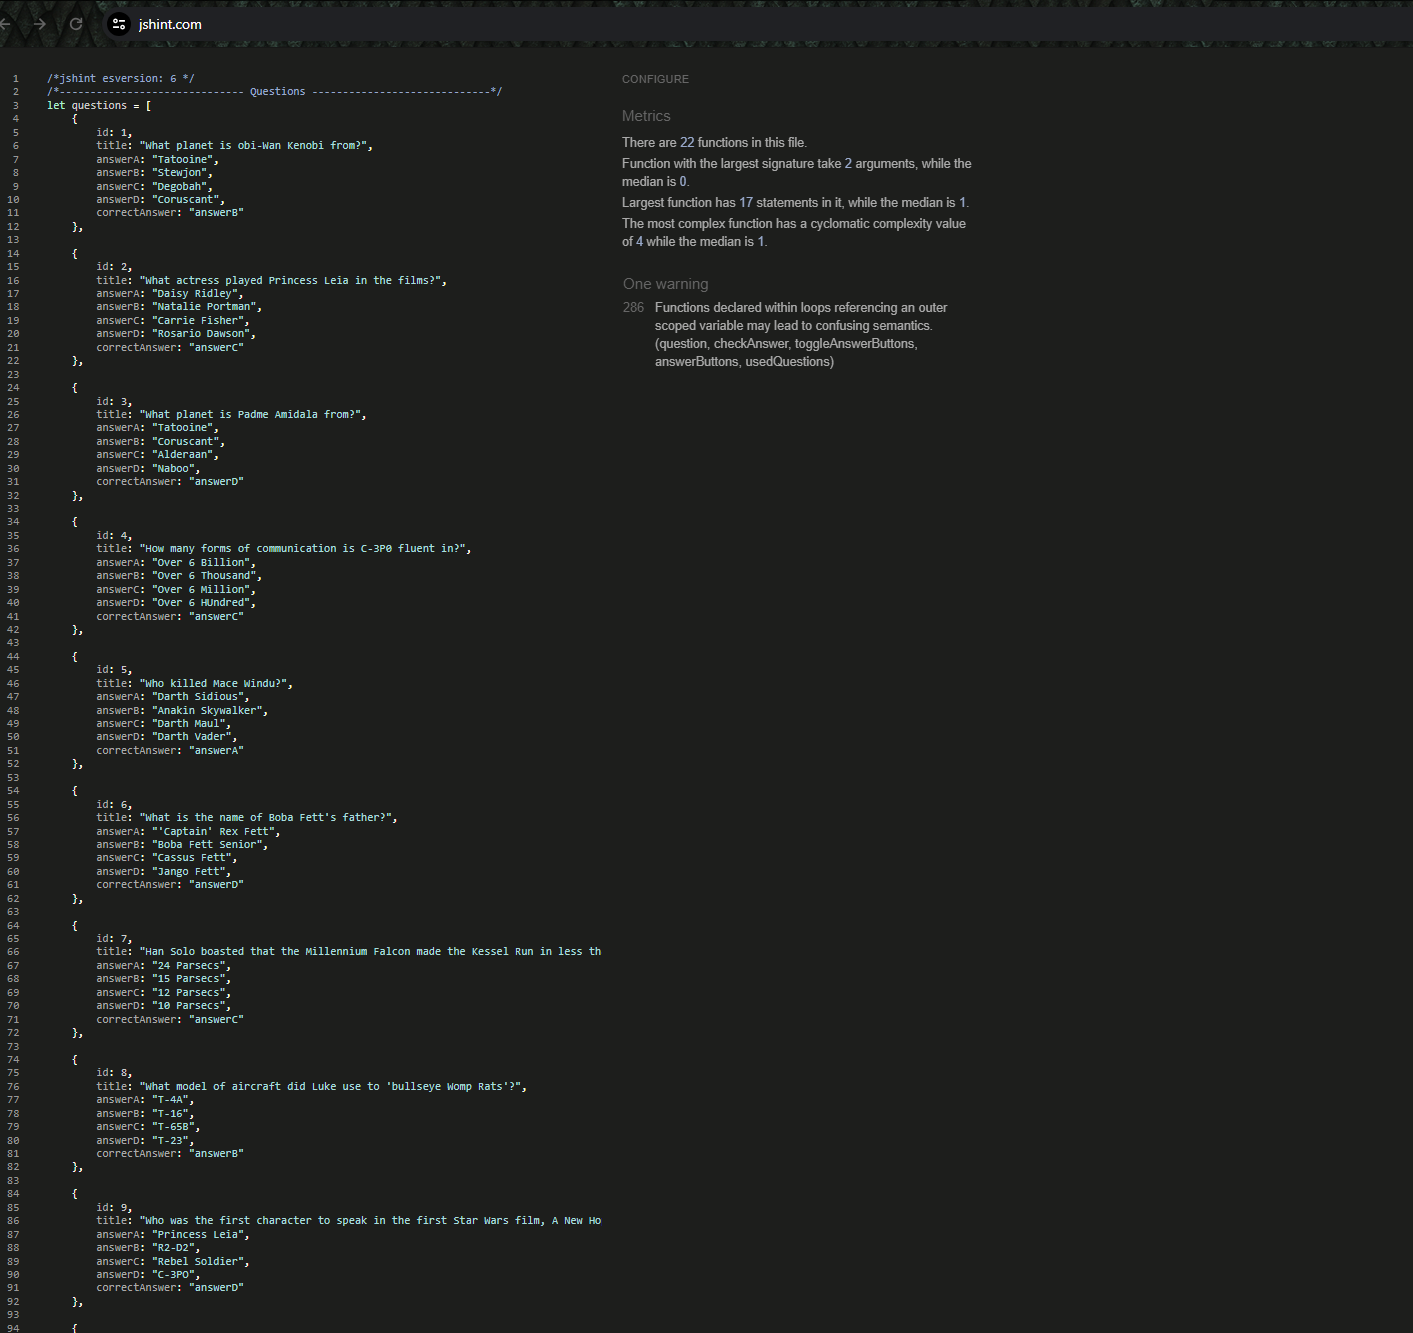 jshint.com
1 /*jshint esversion: 6 */
2 /*------------------------------ Questions -----------------------------*/
3 let questions = [
4 {
5 id: 1,
6 title: "What planet is obi-Wan Kenobi from?",
7 answerA: "Tatooine",
8 answerB: "Stewjon",
9 answerC: "Degobah",
10 answerD: "Coruscant",
11 correctAnswer: "answerB"
12 },
13
14 {
15 id: 2,
16 title: "What actress played Princess Leia in the films?",
17 answerA: "Daisy Ridley",
18 answerB: "Natalie Portman",
19 answerC: "Carrie Fisher",
20 answerD: "Rosario Dawson",
21 correctAnswer: "answerC"
22 },
23
24 {
25 id: 3,
26 title: "What planet is Padme Amidala from?",
27 answerA: "Tatooine",
28 answerB: "Coruscant",
29 answerC: "Alderaan",
30 answerD: "Naboo",
31 correctAnswer: "answerD"
32 },
33
34 {
35 id: 4,
36 title: "How many forms of communication is C-3P0 fluent in?",
37 answerA: "Over 6 Billion",
38 answerB: "Over 6 Thousand",
39 answerC: "Over 6 Million",
40 answerD: "Over 6 HUndred",
41 correctAnswer: "answerC"
42 },
43
44 {
45 id: 5,
46 title: "Who killed Mace Windu?",
47 answerA: "Darth Sidious",
48 answerB: "Anakin Skywalker",
49 answerC: "Darth Maul",
50 answerD: "Darth Vader",
51 correctAnswer: "answerA"
52 },
53
54 {
55 id: 6,
56 title: "What is the name of Boba Fett's father?",
57 answerA: "'Captain' Rex Fett",
58 answerB: "Boba Fett Senior",
59 answerC: "Cassus Fett",
60 answerD: "Jango Fett",
61 correctAnswer: "answerD"
62 },
63
64 {
65 id: 7,
66 title: "Han Solo boasted that the Millennium Falcon made the Kessel Run in less th
67 answerA: "24 Parsecs",
68 answerB: "15 Parsecs",
69 answerC: "12 Parsecs",
70 answerD: "10 Parsecs",
71 correctAnswer: "answerC"
72 },
73
74 {
75 id: 8,
76 title: "What model of aircraft did Luke use to 'bullseye Womp Rats'?",
77 answerA: "T-4A",
78 answerB: "T-16",
79 answerC: "T-65B",
80 answerD: "T-23",
81 correctAnswer: "answerB"
82 },
83
84 {
85 id: 9,
86 title: "Who was the first character to speak in the first Star Wars film, A New Ho
87 answerA: "Princess Leia",
88 answerB: "R2-D2",
89 answerC: "Rebel Soldier",
90 answerD: "C-3PO",
91 correctAnswer: "answerD"
92 },
93
94 {
CONFIGURE
Metrics
There are 22 functions in this file.
Function with the largest signature take 2 arguments, while the
median is 0.
Largest function has 17 statements in it, while the median is 1.
The most complex function has a cyclomatic complexity value
of 4 while the median is 1.
One warning
286 Functions declared within loops referencing an outer
scoped variable may lead to confusing semantics.
(question, checkAnswer, toggleAnswerButtons,
answerButtons, usedQuestions)